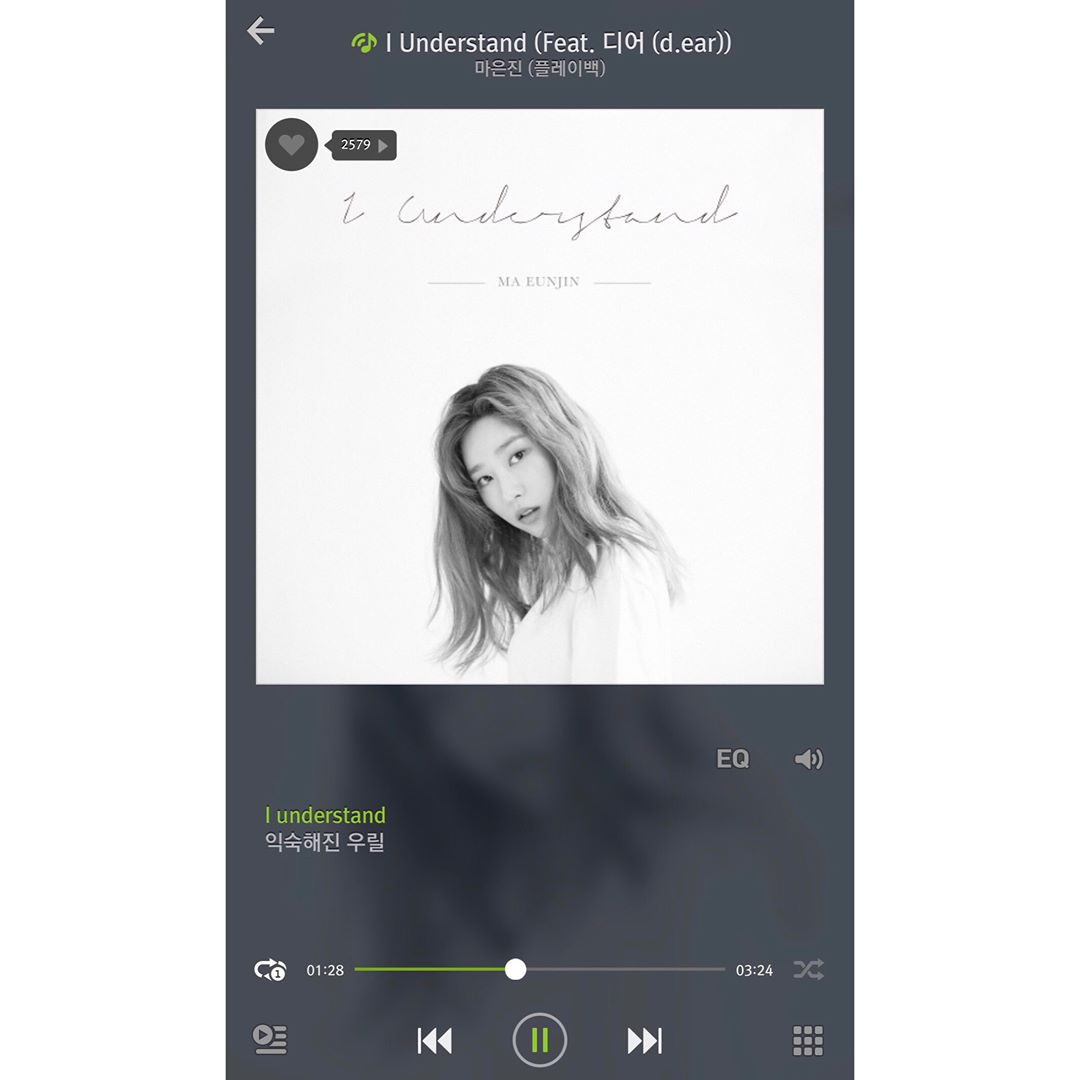 I Understand (Feat. 디어 (d.ear))
마은진 (플레이백)
2579
I Understand
MA EUNJIN
EQ
I understand
익숙해진 우릴
1
01:28
03:24